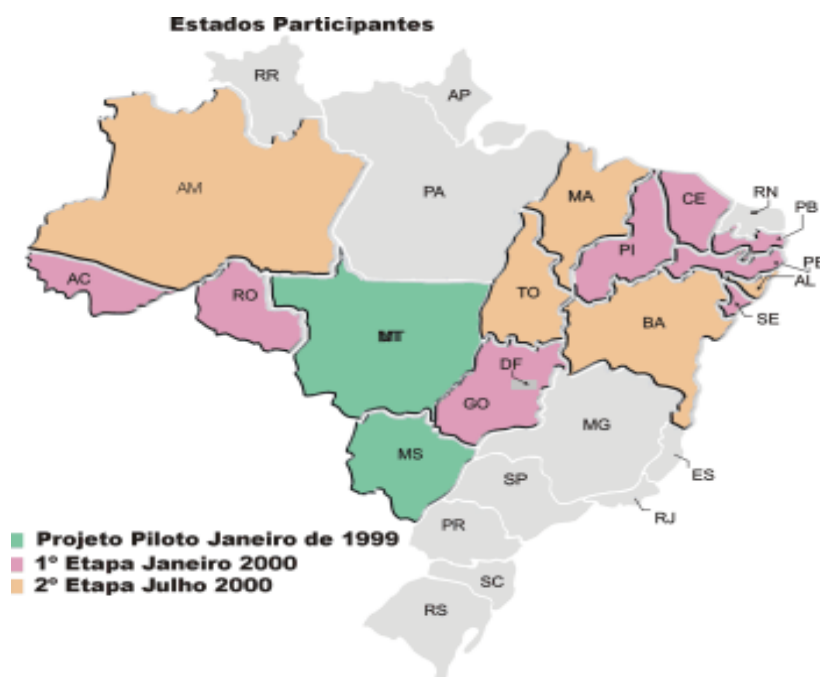 Estados Participantes
RR
AP
AM
PA
MA
CE
RN
PB
PI
PE
AC
RO
TO
AL
SE
BA
MT
DF
GO
MG
MS
ES
SP
RJ
PR
Projeto Piloto Janeiro de 1999
1º Etapa Janeiro 2000
2º Etapa Julho 2000
SC
RS